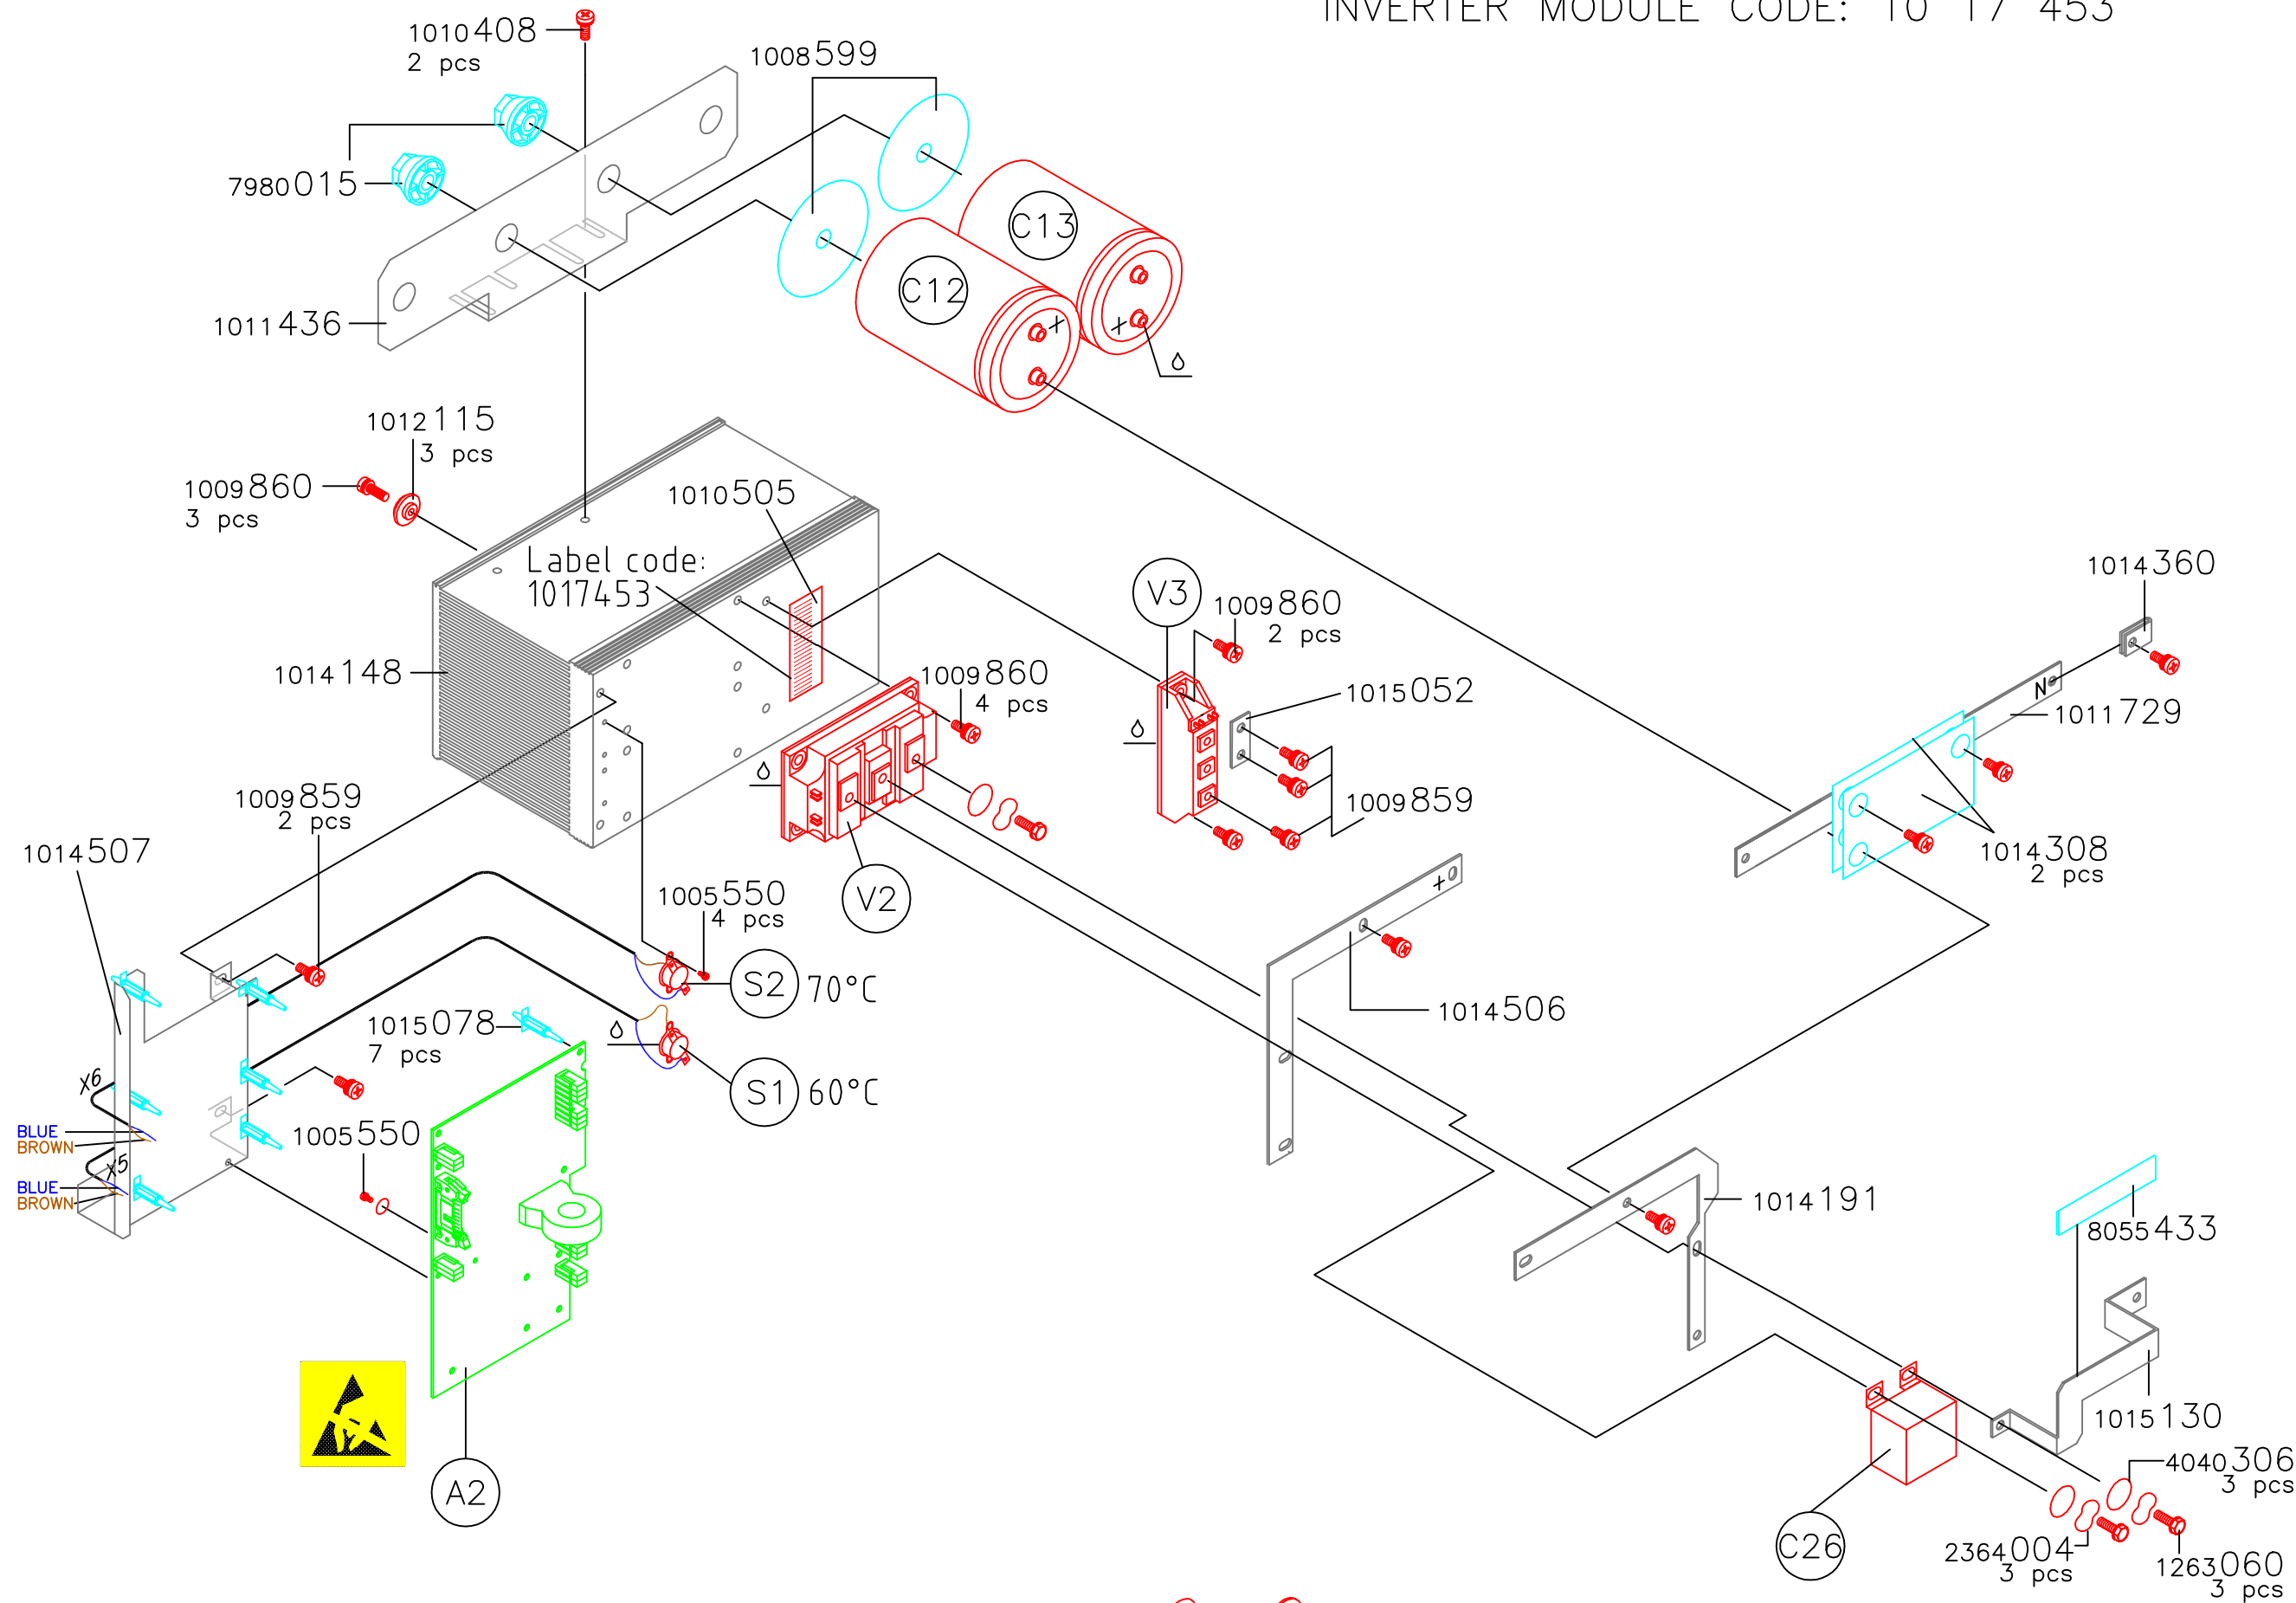 INVERTER MODULE CODE: 10 17 453
1010408
2 pcs
1008599
7980015
C13
C12
+
+
1011436
1012115
3 pcs
1009860
3 pcs
1010505
Label code:
1017453
V3
1009860
2 pcs
1014360
1014148
1009860
4 pcs
1015052
N
1011729
1009859
2 pcs
1009859
1014507
1014308
2 pcs
V2
1005550
4 pcs
+
S2
70°C
1014506
1015078
7 pcs
S1
60°C
x6
BLUE
BROWN
1005550
x5
BLUE
BROWN
1014191
8055433
1015130
4040306
3 pcs
A2
C26
2364004
3 pcs
1263060
3 pcs